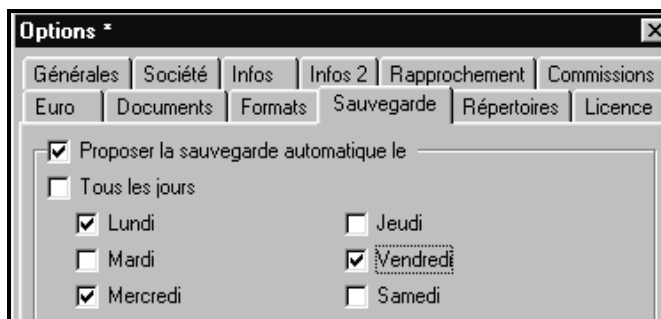 Options *
Générales Société Infos Infos 2 Rapprochement Commissions
Euro Documents Formats Sauvegarde Répertoires Licence
Proposer la sauvegarde automatique le
Tous les jours
Lundi Jeudi
Mardi Vendredi
Mercredi Samedi